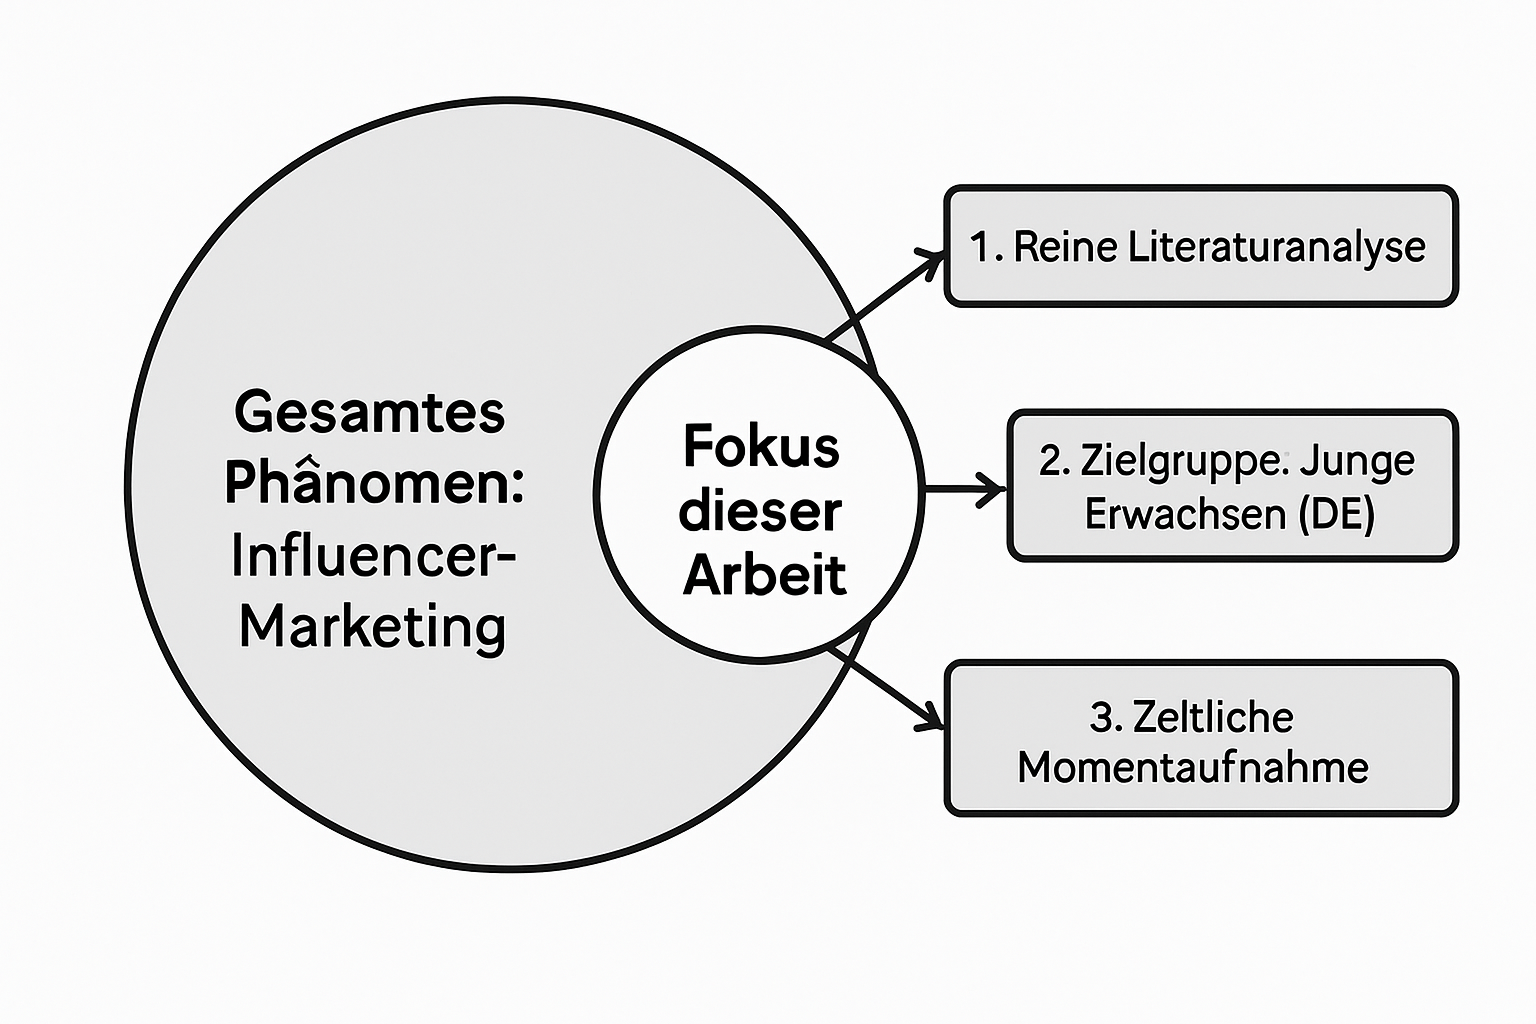 Gesamtes
Phânomen:
Influencer-
Marketing
Fokus
dieser
Arbeit
1. Reine Literaturanalyse
2. Zielgruppe: Junge
Erwachsen (DE)
3. Zeltliche
Momentaufnahme